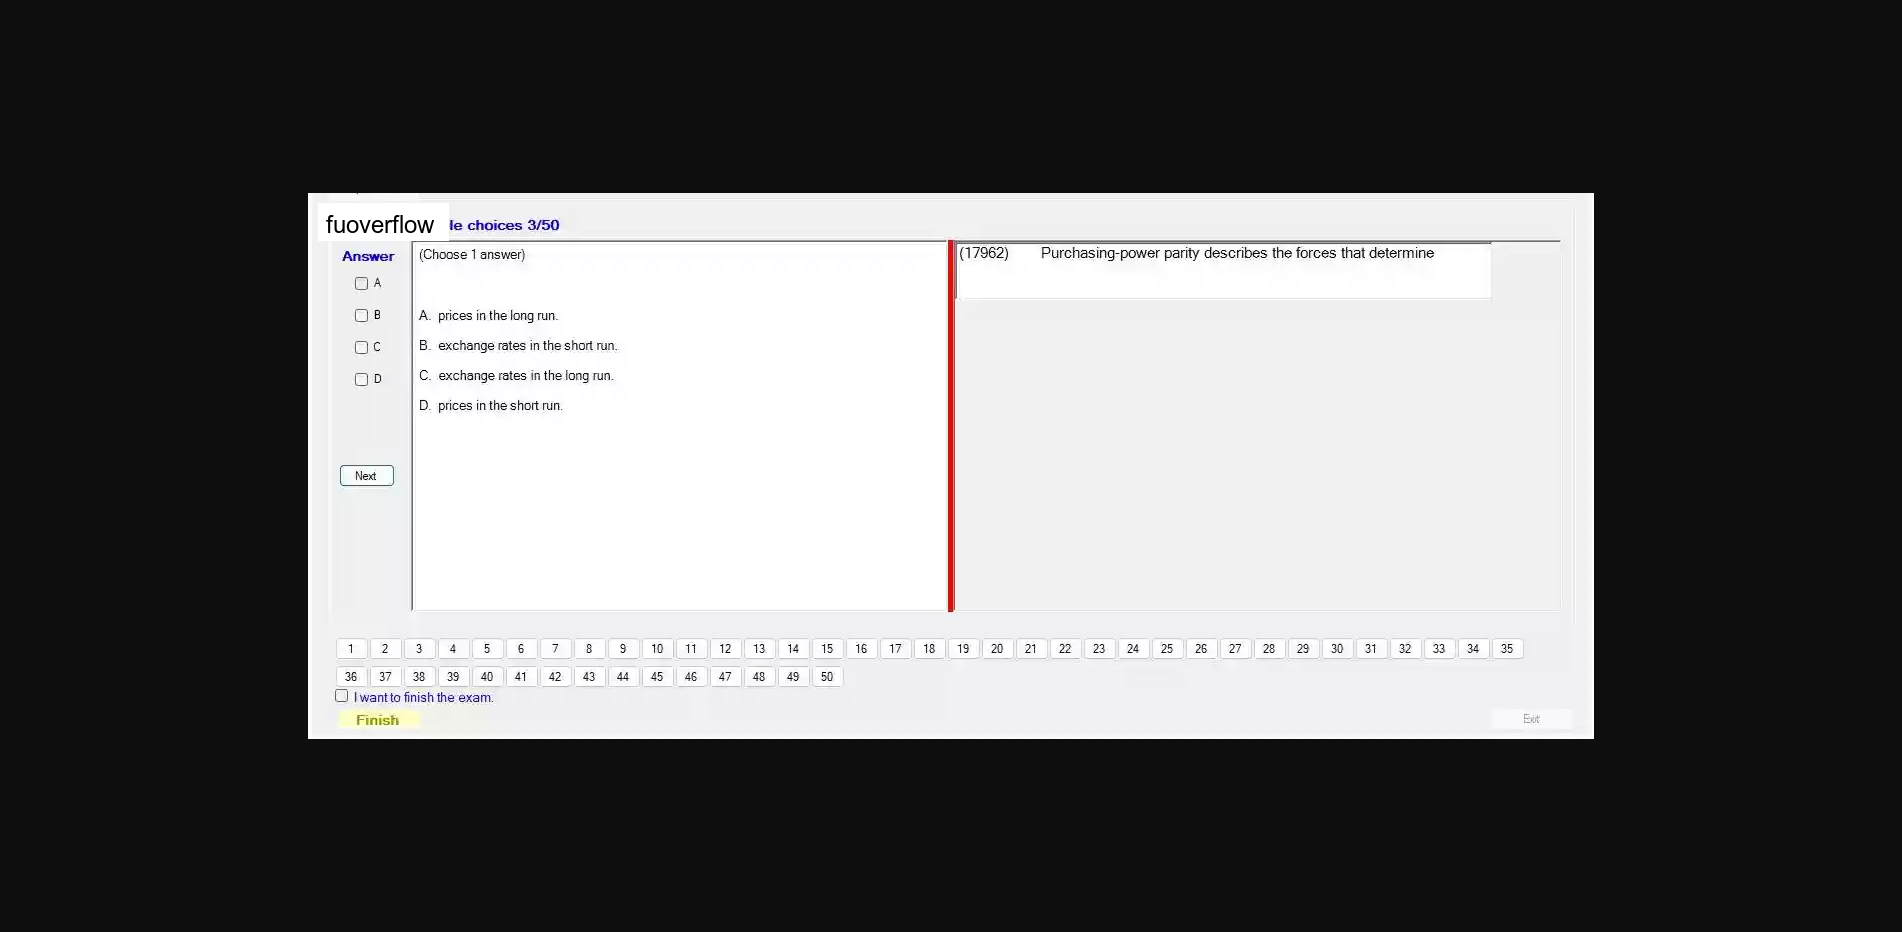 fuoverflow
le choices 3/50
Answer
A
B
C
D
Next
(Choose 1 answer)
A. prices in the long run.
B. exchange rates in the short run.
C. exchange rates in the long run.
D. prices in the short run.
(17962) Purchasing-power parity describes the forces that determine
1 2 3 4 5 6 7 8 9 10 11 12 13 14 15 16 17 18 19 20 21 22 23 24 25 26 27 28 29 30 31 32 33 34 35
36 37 38 39 40 41 42 43 44 45 46 47 48 49 50
I want to finish the exam.
Finish
Exit